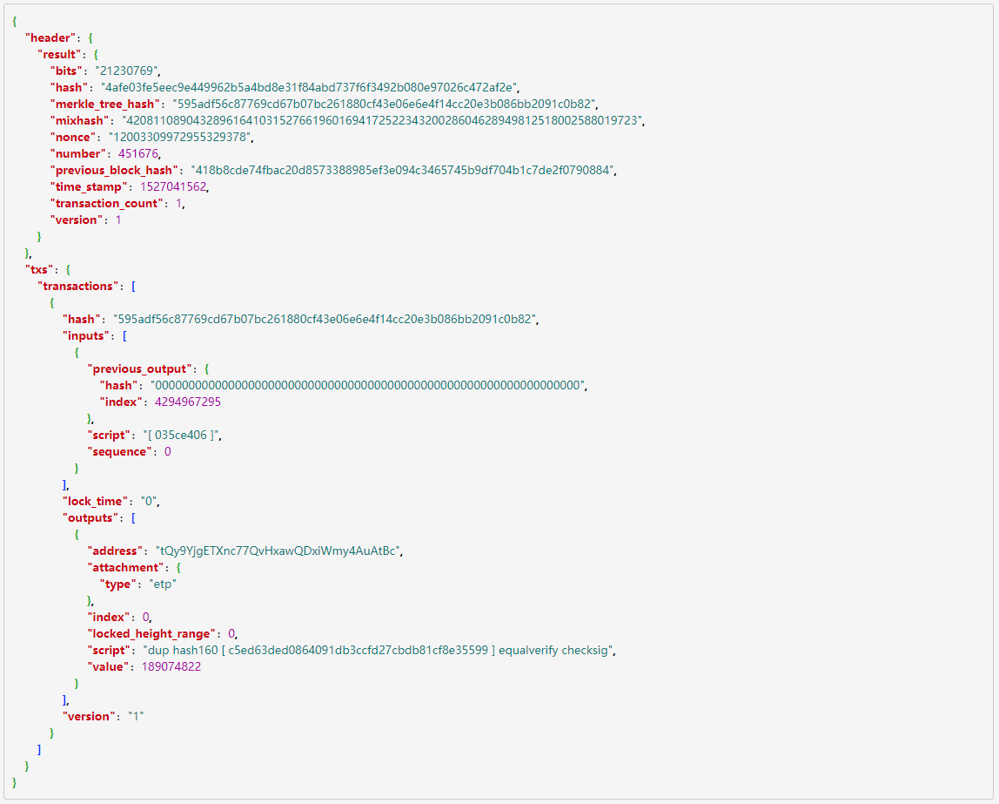 {
"header": {
"result": {
"bits": "21230769",
"hash": "4afe03fe5eec9e449962b5a4bd8e31f84abd737f6f3492b080e97026c472af2e",
"merkle_tree_hash": "595adf56c87769cd67b07bc261880cf43e06e6e4f14cc20e3b086bb2091c0b82",
"mixhash": "42081108904328961641031527661960169417252234320028604628949812518002588019723",
"nonce": "12003309972955329378",
"number": 451676,
"previous_block_hash": "418b8cde74fbac20d8573388985ef3e094c3465745b9df704b1c7de2f0790884",
"time_stamp": 1527041562,
"transaction_count": 1,
"version": 1
}
},
"txs": {
"transactions": [
{
"hash": "595adf56c87769cd67b07bc261880cf43e06e6e4f14cc20e3b086bb2091c0b82",
"inputs": [
{
"previous_output": {
"hash": "0000000000000000000000000000000000000000000000000000000000000000",
"index": 4294967295
},
"script": "[ 035ce406 ]",
"sequence": 0
}
],
"lock_time": "0",
"outputs": [
{
"address": "tQy9YjgETXnc77QvHxawQDxiWmy4AuAtBc",
"attachment": {
"type": "etp"
},
"index": 0,
"locked_height_range": 0,
"script": "dup hash160 [ c5ed63ded0864091db3ccfd27cbdb81cf8e35599 ] equalverify checksig",
"value": 189074822
}
],
"version": "1"
}
]
}
}